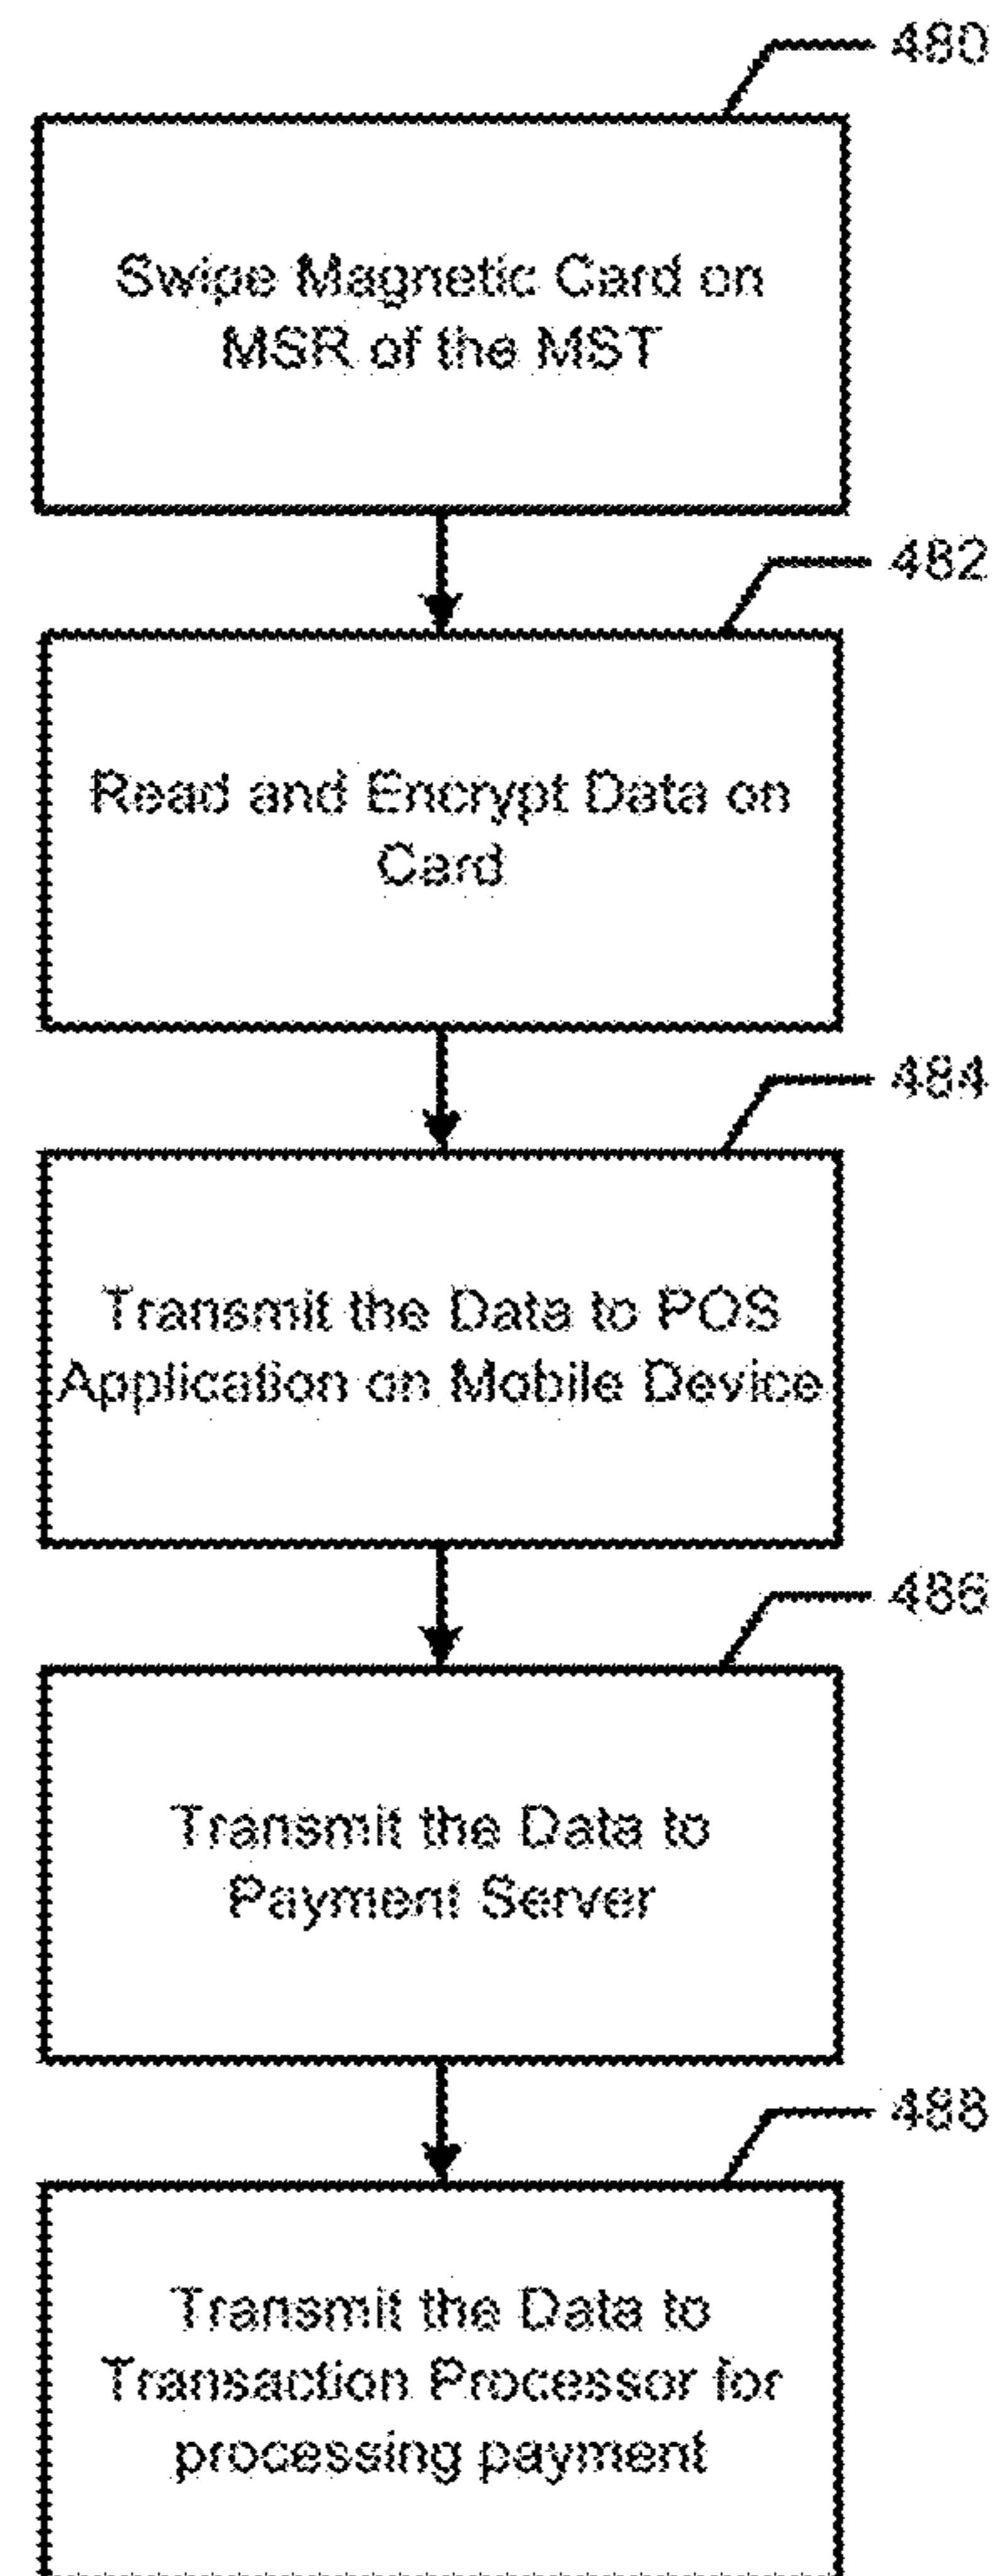 480
Swipe Magnetic Card on
MSR of the MST
482
Read and Encrypt Data on
Card
484
Transmit the Data to POS
Application on Mobile Device
486
Transmit the Data to
Payment Server
488
Transmit the Data to
Transaction Processor for
processing payment